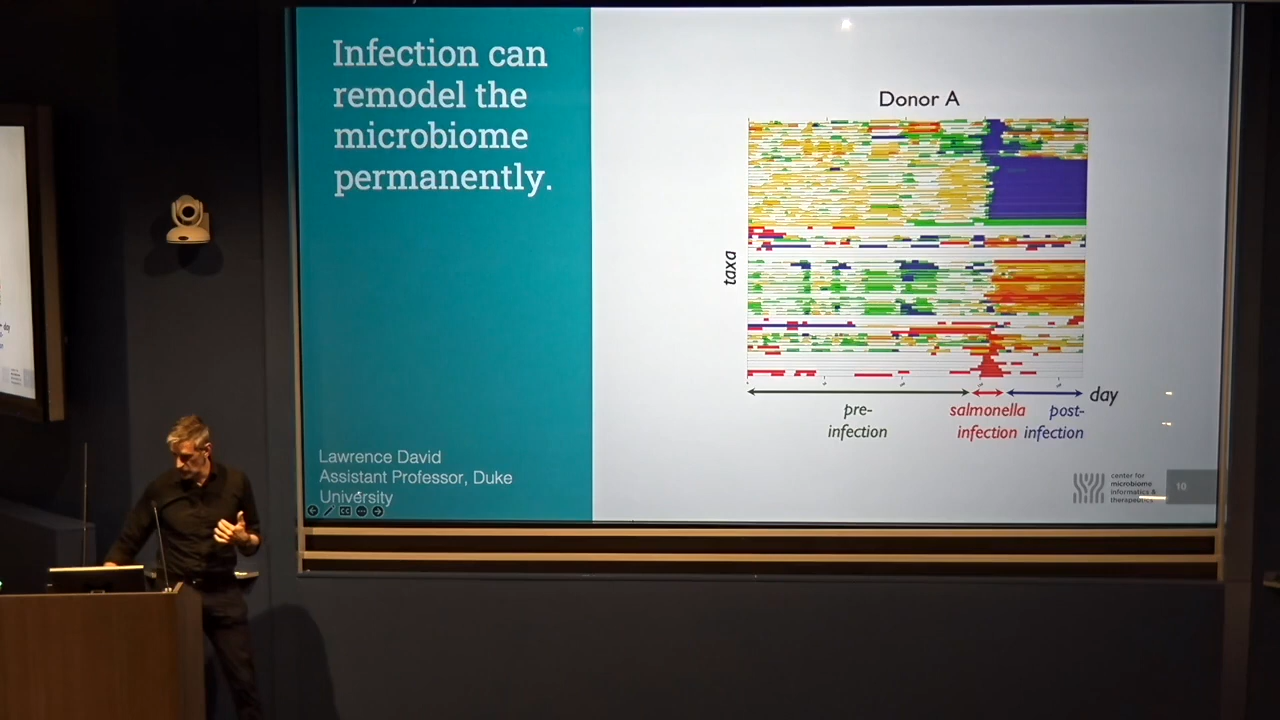 Infection can
remodel the
microbiome
permanently.
Lawrence David
Assistant Professor, Duke
University
Donor A
taxa
day
pre-
infection
salmonella
infection
post-
infection
center for
microbiome
informatics &
therapeutics
10
day